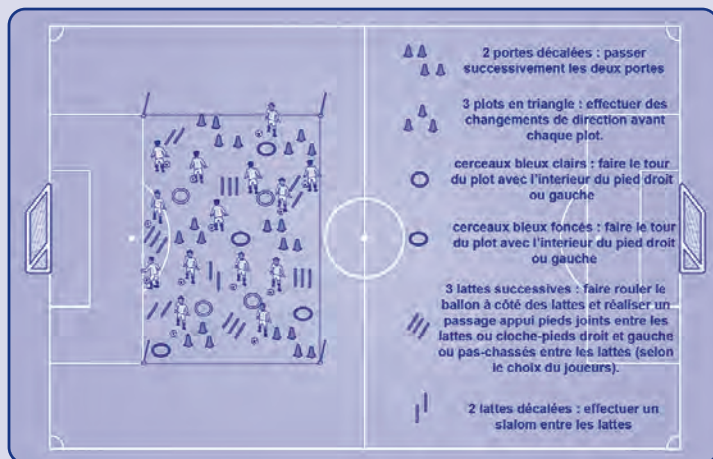 2 portes décalées : passer
successivement les deux portes
3 plots en triangle : effectuer des
changements de direction avant
chaque plot.
cerceaux bleux clairs : faire le tour
du plot avec l'interieur du pied droit
ou gauche
cerceaux bleux foncés : faire le tour
du plot avec l'interieur du pied droit
ou gauche
3 lattes successives : faire rouler le
ballon à côté des lattes et réaliser un
passage appui pieds joints entre les
lattes ou cloche-pieds droit et gauche
ou pas-chassés entre les lattes (selon
le choix du joueurs).
2 lattes décalées : effectuer un
slalom entre les lattes